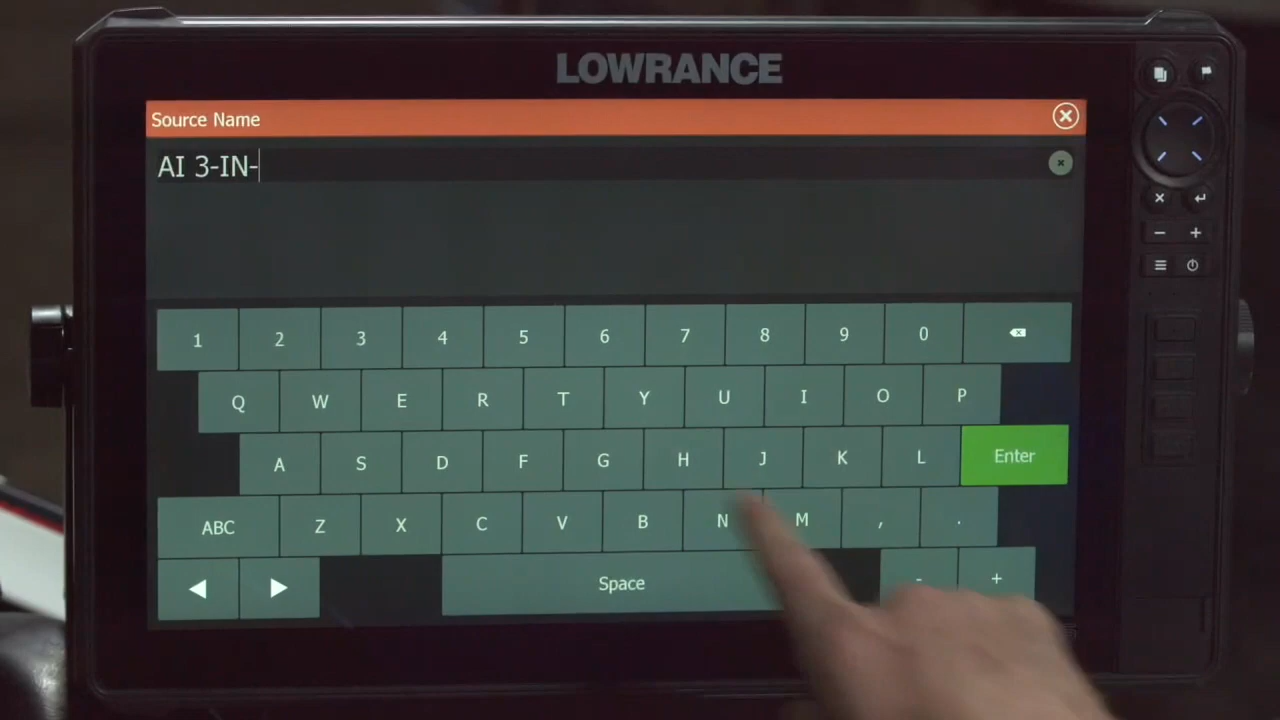 LOWRANCE
Source Name
AI 3-IN-
1 2 3 4 5 6 7 8 9 0
Q W E R T Y U I O P
A S D F G H J K L Enter
ABC Z X C V B N M , .
Space - +